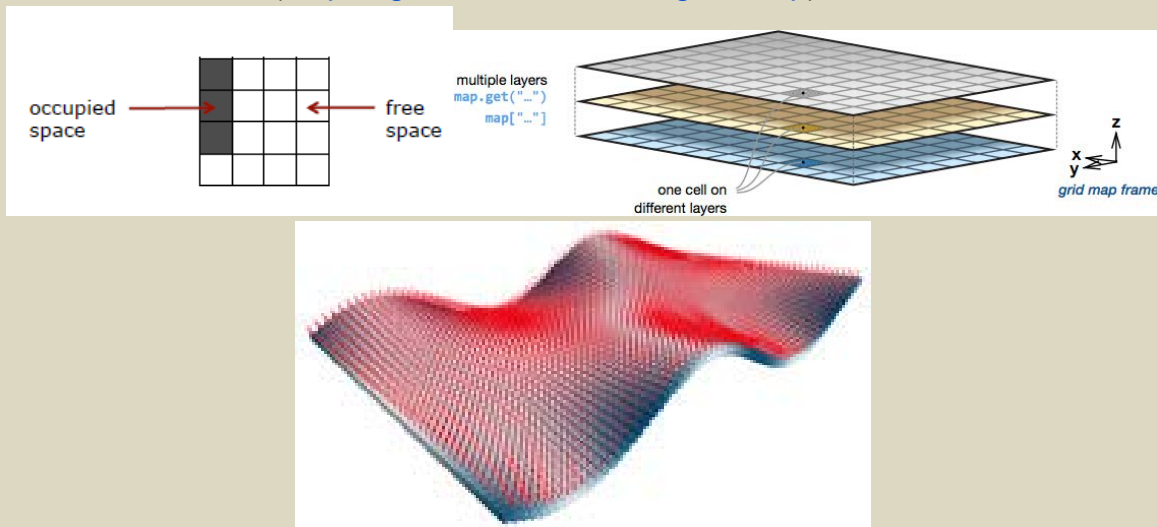 occupied
space
free
space
multiple layers
map.get("…")
map["…"]
one cell on
different layers
z
x
y
grid map frame